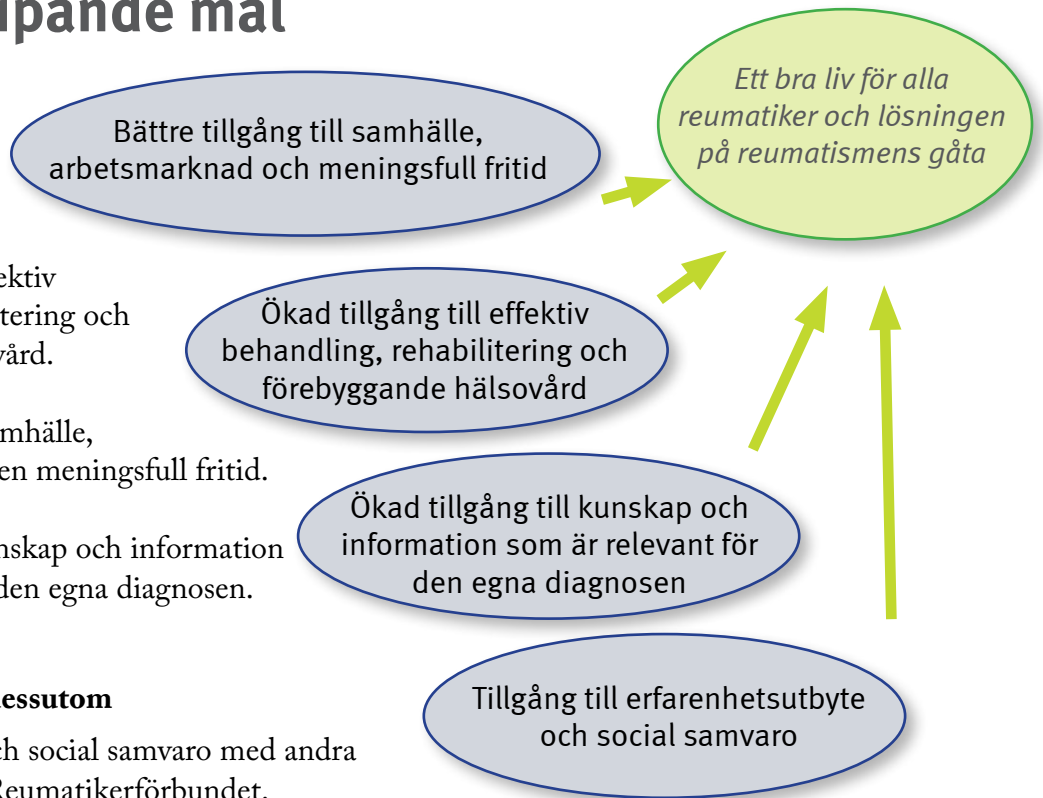 ipande mål
Ett bra liv för alla
reumatiker och lösningen
på reumatismens gåta
Bättre tillgång till samhälle,
arbetsmarknad och meningsfull fritid
ektiv
tering och
vård.
Ökad tillgång till effektiv
behandling, rehabilitering och
förebyggande hälsovård
mhälle,
en meningsfull fritid.
Ökad tillgång till kunskap och
information som är relevant för
den egna diagnosen
nskap och information
den egna diagnosen.
Tillgång till erfarenhetsutbyte
och social samvaro
essutom
ch social samvaro med andra
Reumatikerförbundet.